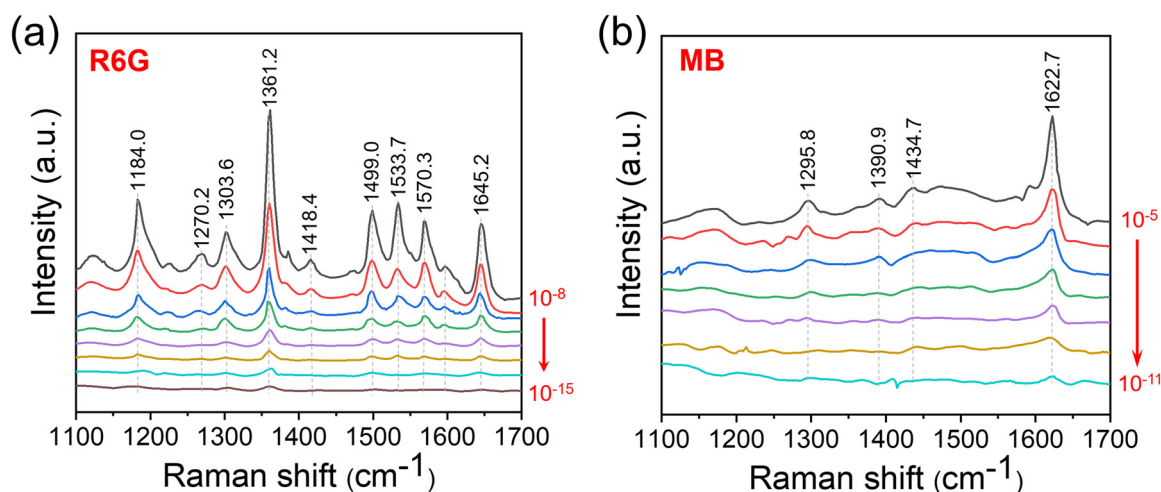 (a)
R6G
1184.0
1270.2
1303.6
1361.2
1418.4
1499.0
1533.7
1570.3
1645.2
10⁻⁸
10⁻¹⁵
Intensity (a.u.)
1100 1200 1300 1400 1500 1600 1700
Raman shift (cm⁻¹)
(b)
MB
1295.8
1390.9
1434.7
1622.7
10⁻⁵
10⁻¹¹
Intensity (a.u.)
1100 1200 1300 1400 1500 1600 1700
Raman shift (cm⁻¹)